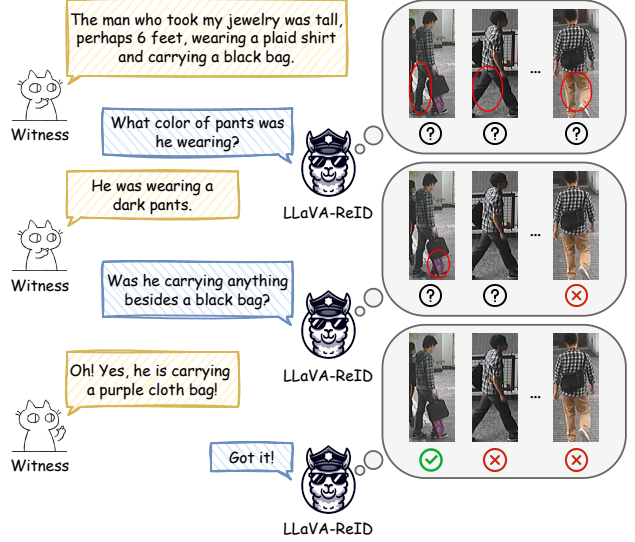 The man who took my jewelry was tall,
perhaps 6 feet, wearing a plaid shirt
and carrying a black bag.
Witness
What color of pants was
he wearing?
LLaVA-ReID
...
? ? ?
He was wearing a
dark pants.
Witness
Was he carrying anything
besides a black bag?
LLaVA-ReID
...
? ?
Oh! Yes, he is carrying
a purple cloth bag!
Witness
Got it!
LLaVA-ReID
...